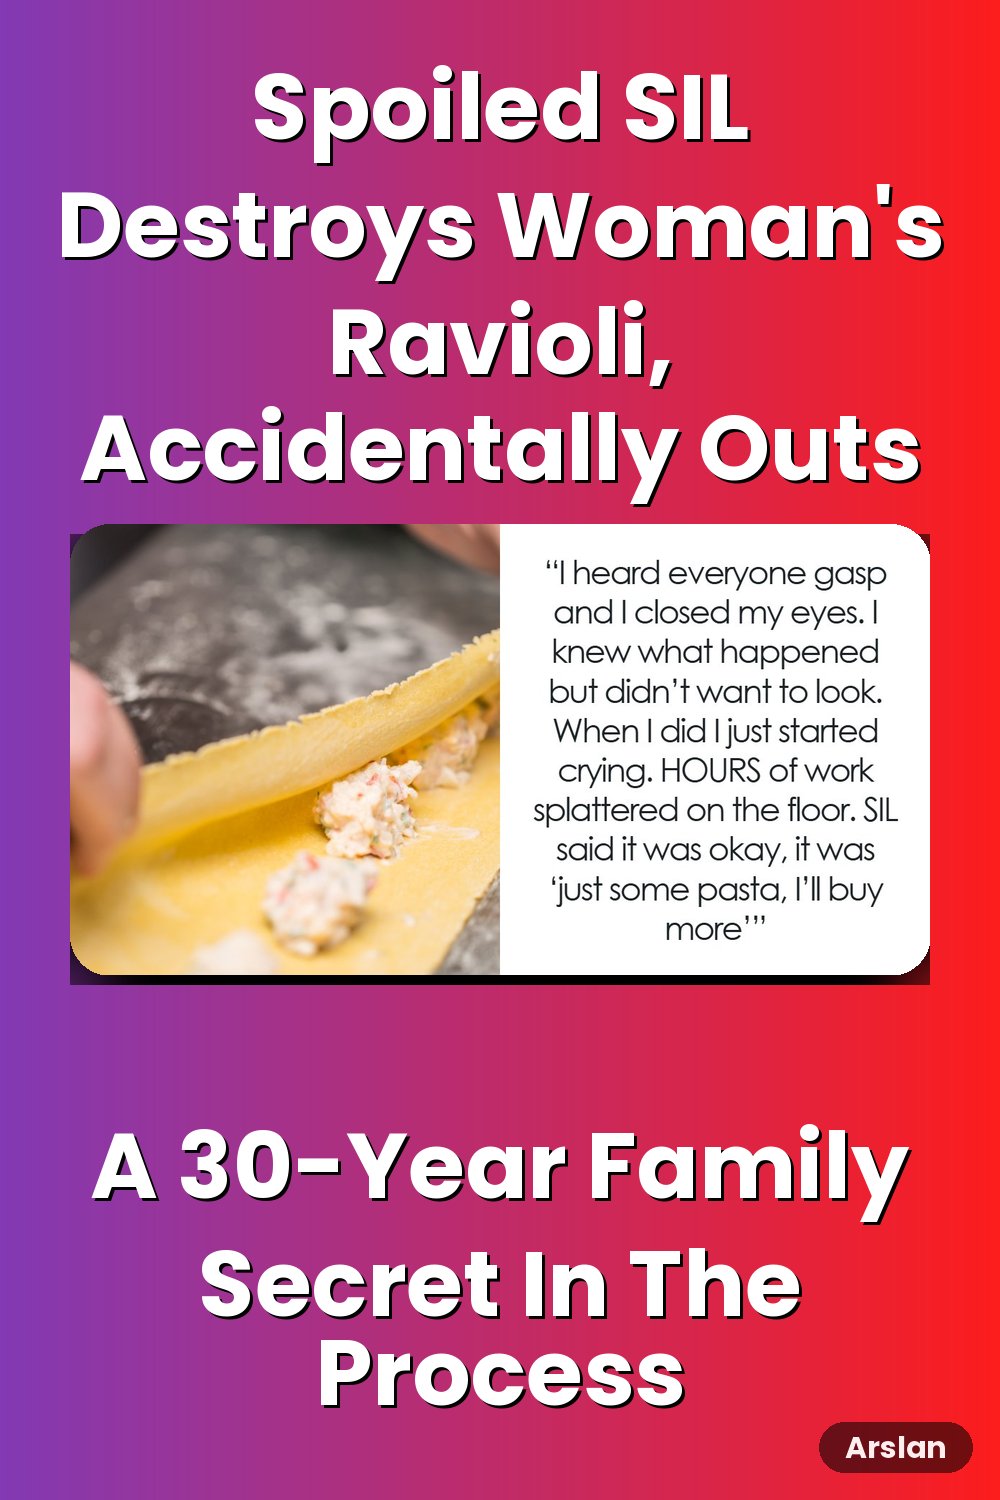 Spoiled SIL
Destroys Woman's
Ravioli,
Accidentally Outs
“I heard everyone gasp
and I closed my eyes. I
knew what happened
but didn’t want to look.
When I did I just started
crying. HOURS of work
splattered on the floor. SIL
said it was okay, it was
‘just some pasta, I’ll buy
more’”
A 30-Year Family
Secret In The
Process
Arslan